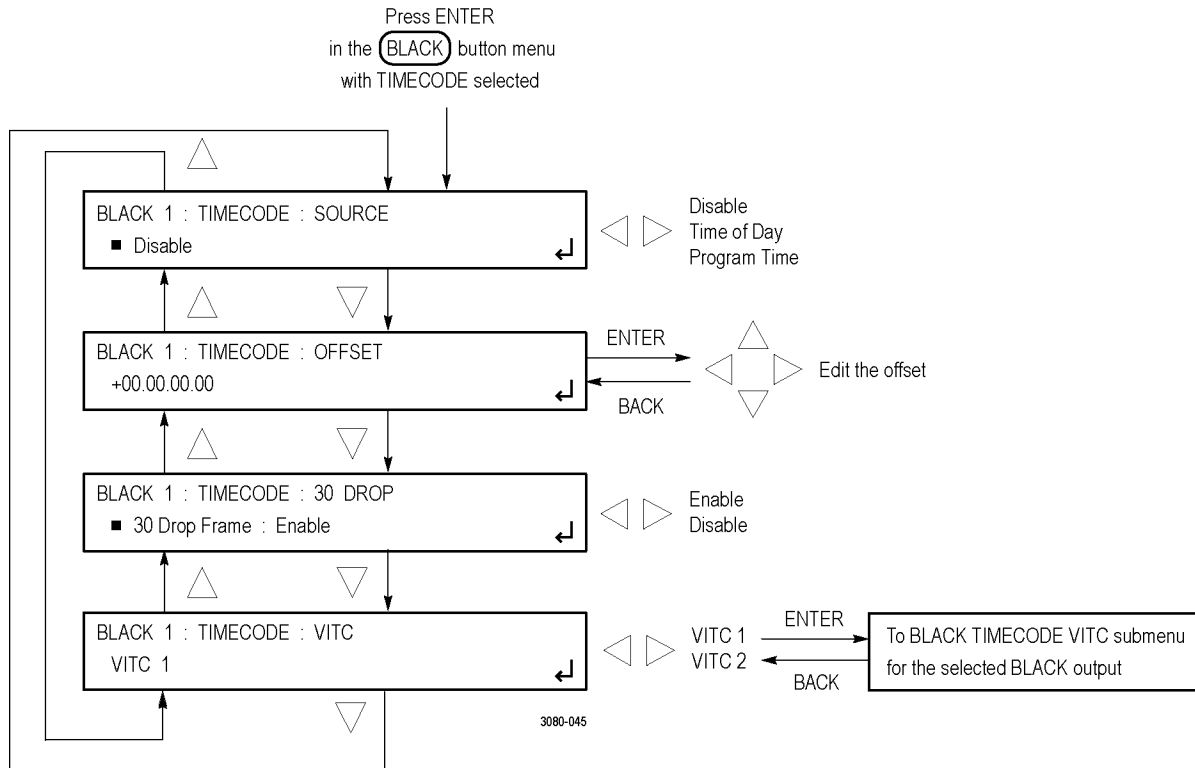 Press ENTER
in the BLACK button menu
with TIMECODE selected
BLACK 1 : TIMECODE : SOURCE
■ Disable
Disable
Time of Day
Program Time
BLACK 1 : TIMECODE : OFFSET
+00.00.00.00
ENTER
BACK
Edit the offset
BLACK 1 : TIMECODE : 30 DROP
■ 30 Drop Frame : Enable
Enable
Disable
BLACK 1 : TIMECODE : VITC
VITC 1
VITC 1
VITC 2
ENTER
BACK
To BLACK TIMECODE VITC submenu
for the selected BLACK output
3080-045